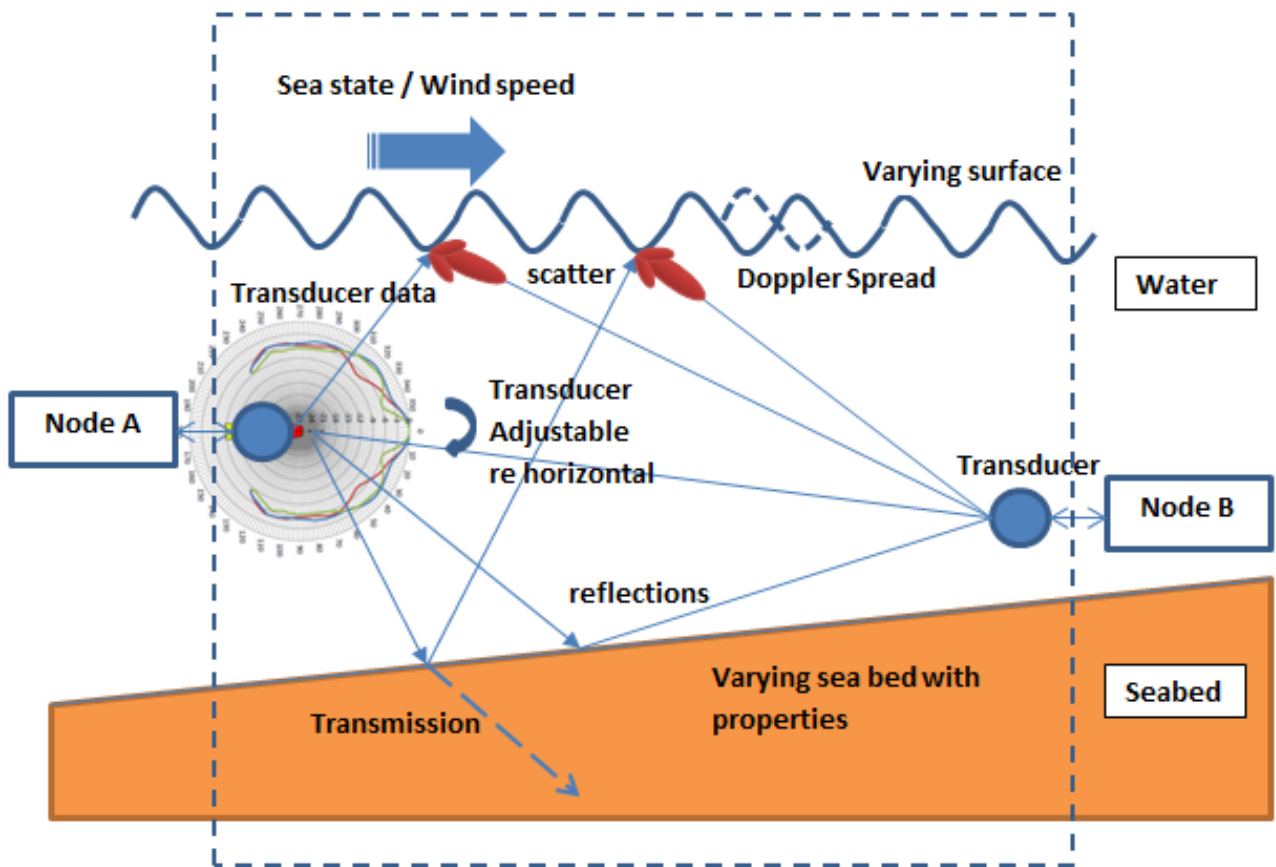 Sea state / Wind speed
Varying surface
scatter
Doppler Spread
Water
Transducer data
Node A
Transducer
Adjustable
re horizontal
Transducer
Node B
reflections
Varying sea bed with
properties
Seabed
Transmission